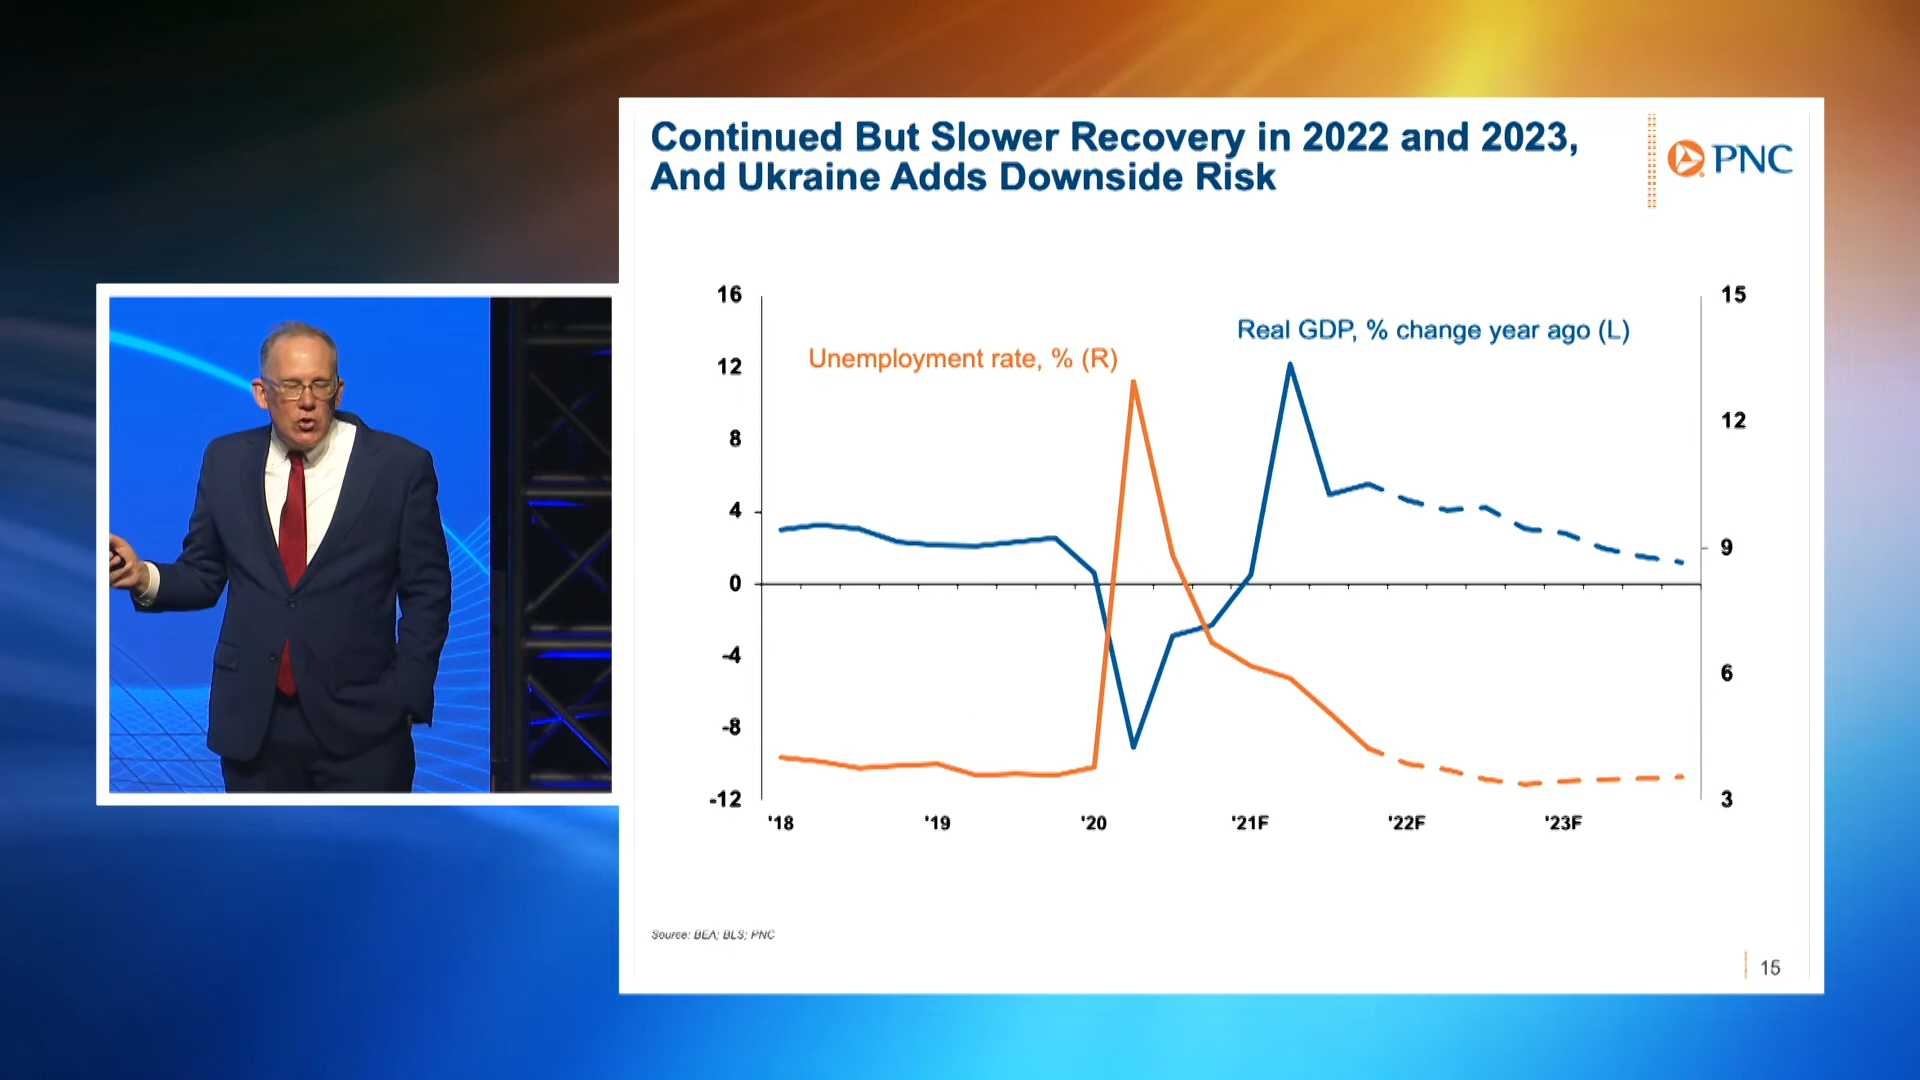 Continued But Slower Recovery in 2022 and 2023,
And Ukraine Adds Downside Risk
PNC
16
12
8
4
0
-4
-8
-12
Unemployment rate, % (R)
Real GDP, % change year ago (L)
15
12
9
6
3
'18
'19
'20
'21F
'22F
'23F
Source: BEA; BLS; PNC
15